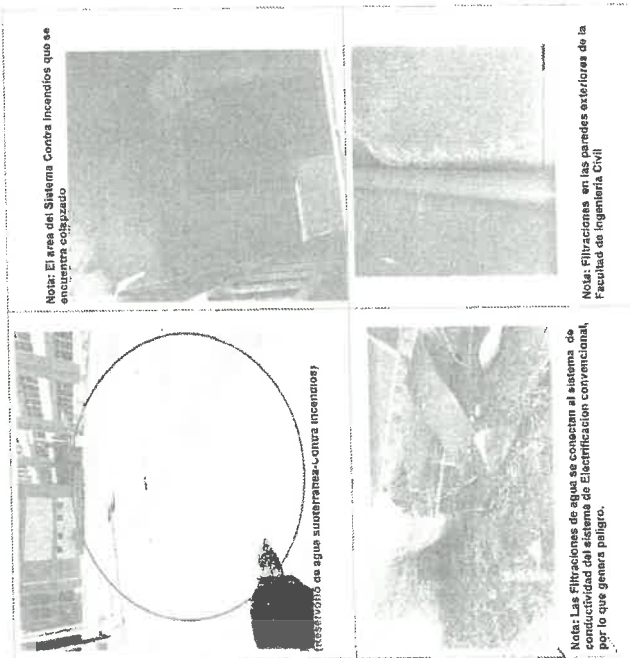 (Reservorio de agua subterranea-Contra incendios)
Nota: El area del Sistema Contra Incendios que se
encuentra colapzado
Nota: Las Filtraciones de agua se conectan al sistema de
conductividad del sistema de Electrificacion convencional,
por lo que genera peligro.
Nota: Filtraciones en las paredes exteriores de la
Facultad de Ingenieria Civil